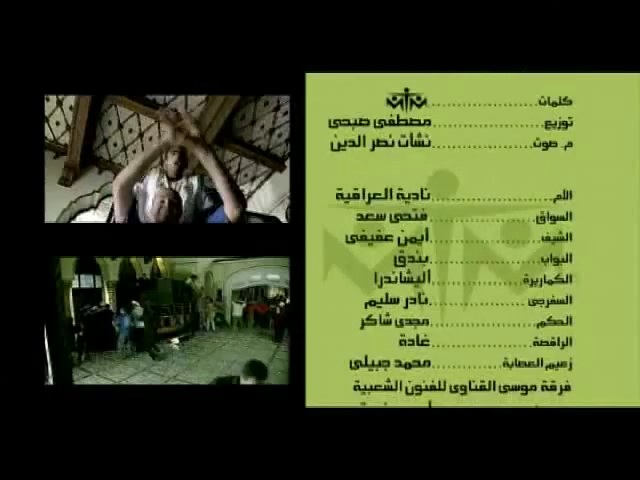 كلمات
توزيع ........ مصطفى صبحى
م. صوت ........ نشأت نصر الدين
الأم ........ نادية العراقية
السواق ........ فتحى سعد
الشيف ........ أيمن عفيفى
البواب ........ بندق
الكماريرة ........ أليشاندرا
السفرجى ........ نادر سليم
الحكم ........ مجدى شاكر
الراقصة ........ غادة
زعيم العصابة ........ محمد جبيلى
فرقة موسى القناوى للفنون الشعبية